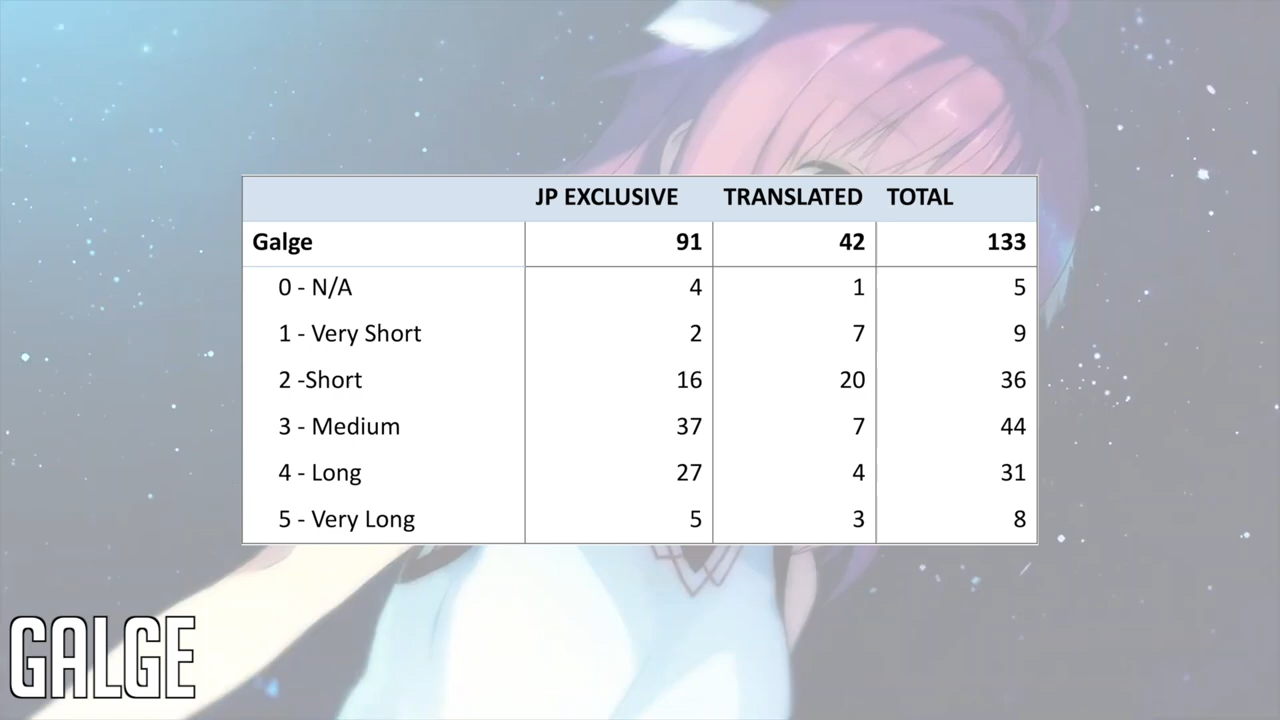 JP EXCLUSIVE TRANSLATED TOTAL
Galge 91 42 133
0 - N/A 4 1 5
1 - Very Short 2 7 9
2 -Short 16 20 36
3 - Medium 37 7 44
4 - Long 27 4 31
5 - Very Long 5 3 8
GALGE